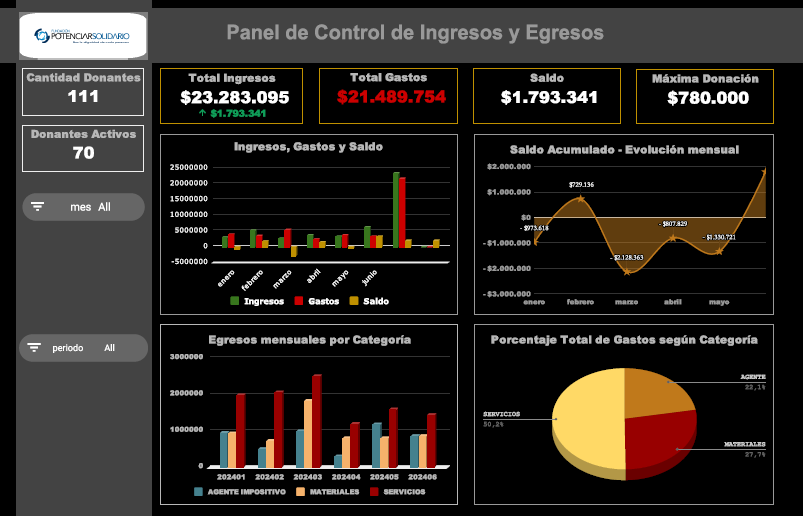 FUNDACIÓN
POTENCIARSOLIDARIO
Panel de Control de Ingresos y Egresos
Cantidad Donantes
111
Donantes Activos
70
mes All
periodo All
Total Ingresos
$23.283.095
↑ $1.793.341
Total Gastos
$21.489.754
Saldo
$1.793.341
Máxima Donación
$780.000
Ingresos, Gastos y Saldo
25000000
20000000
15000000
10000000
5000000
0
-5000000
enero febrero marzo abril mayo junio
Ingresos Gastos Saldo
Saldo Acumulado - Evolución mensual
$2.000.000
$1.000.000
$0
-$1.000.000
-$2.000.000
-$3.000.000
- $973.618
$729.136
- $2.128.363
- $807.829
- $1.330.721
enero febrero marzo abril mayo
Egresos mensuales por Categoría
3000000
2000000
1000000
0
202401 202402 202403 202404 202405 202406
AGENTE IMPOSITIVO MATERIALES SERVICIOS
Porcentaje Total de Gastos según Categoría
AGENTE
22,1%
SERVICIOS
50,2%
MATERIALES
27,7%